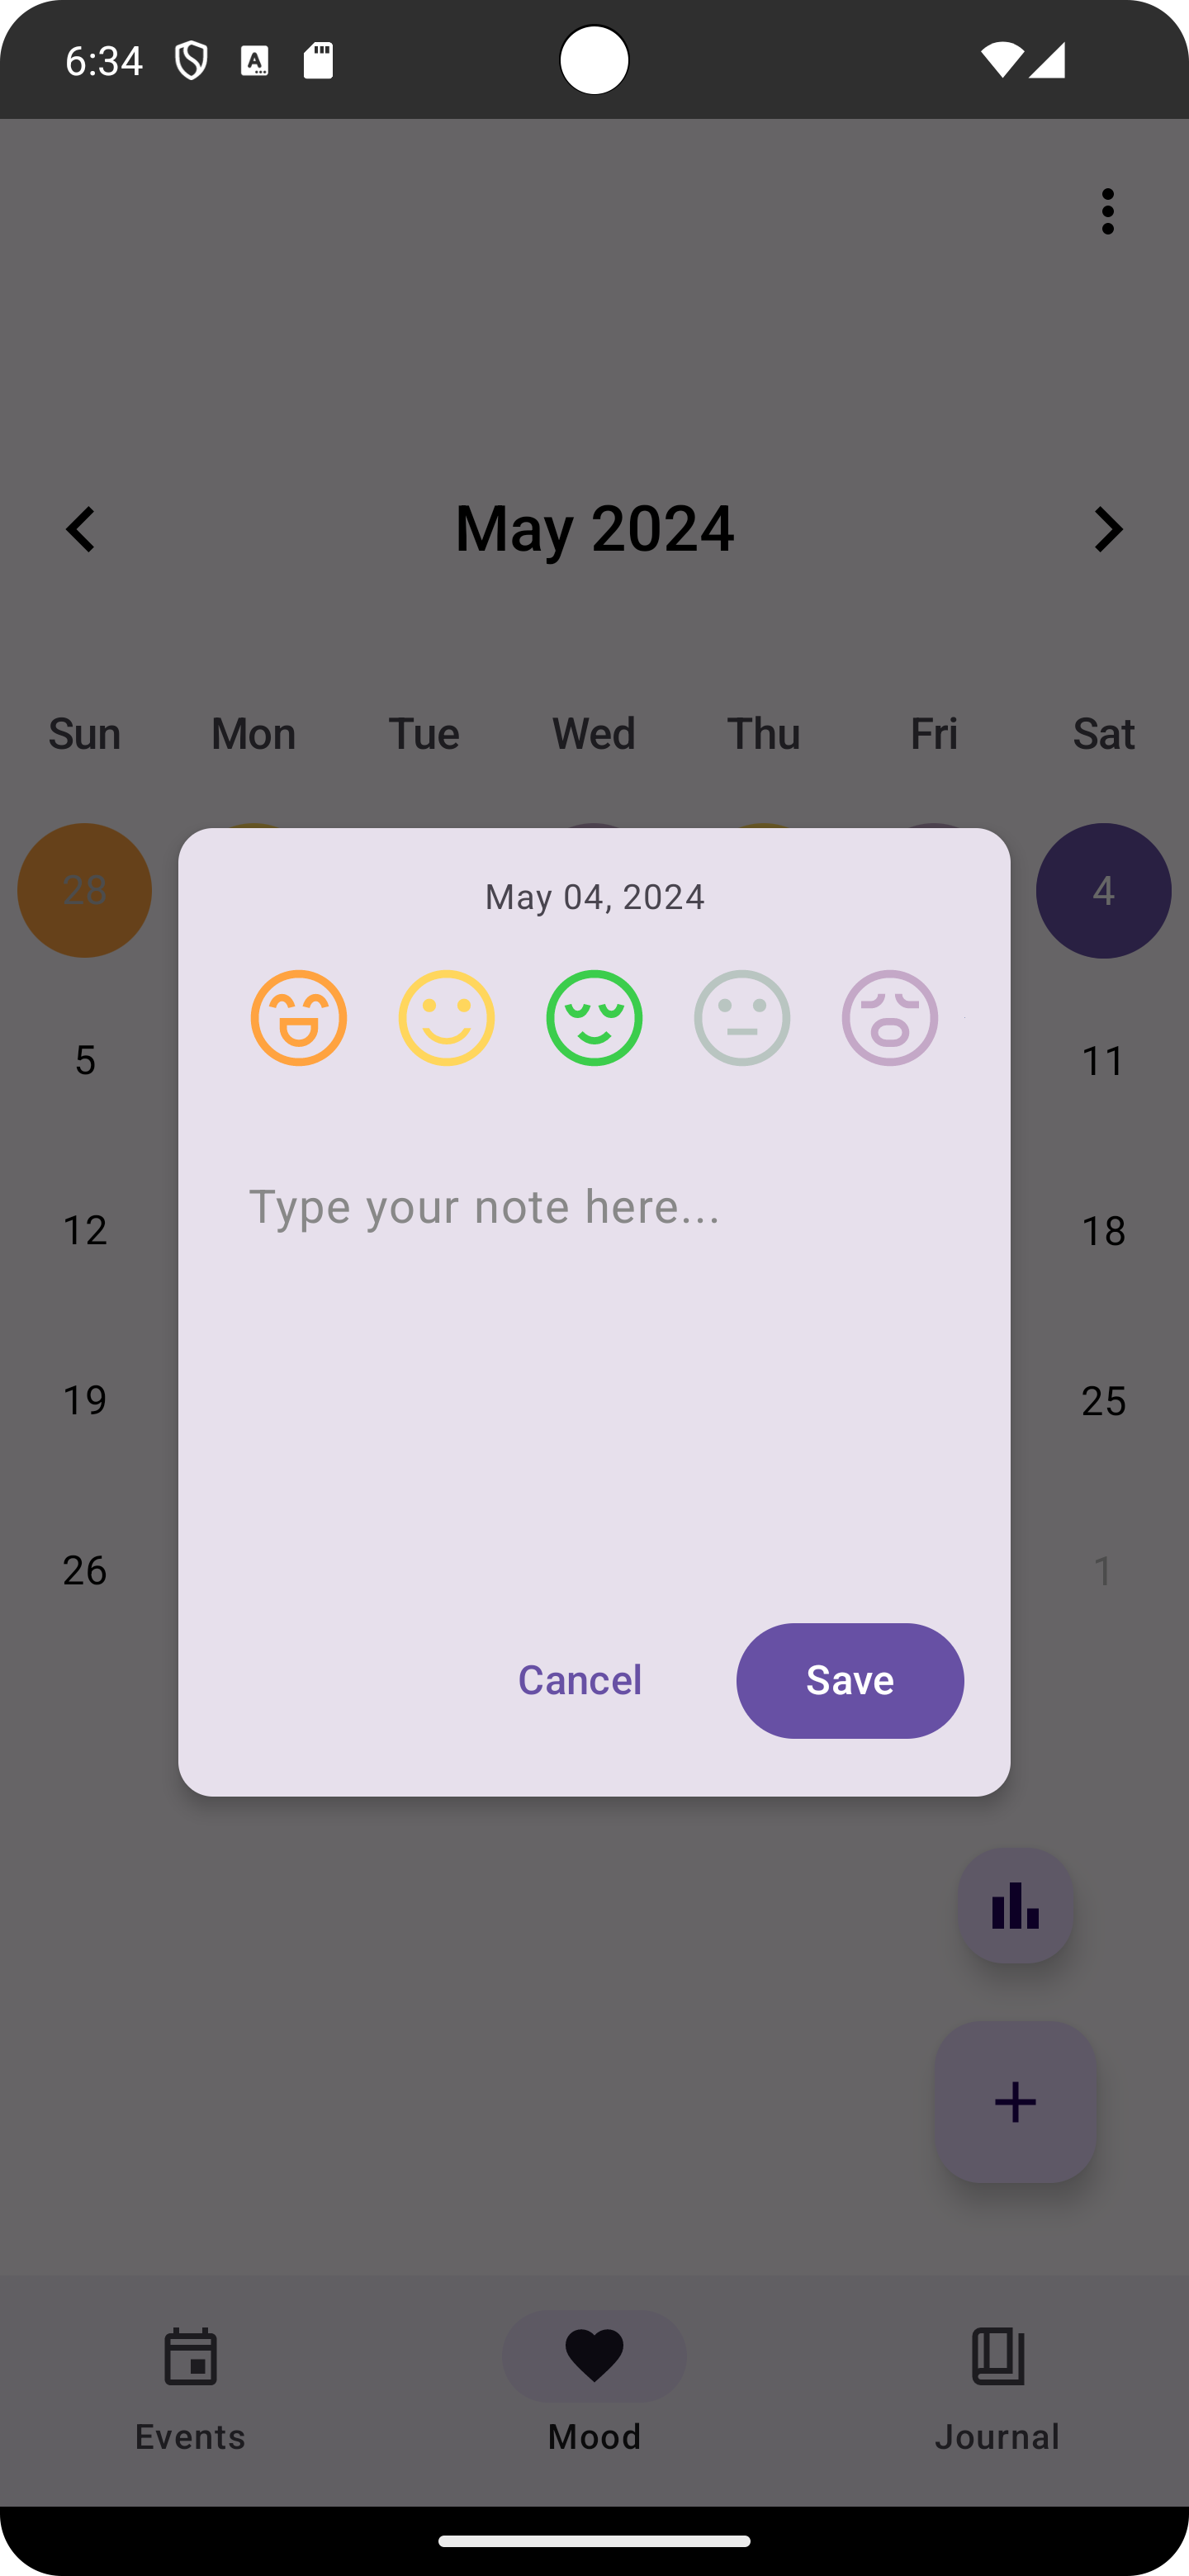 6:34
May 2024
Sun Mon Tue Wed Thu Fri Sat
28 4
May 04, 2024
5 11
Type your note here...
12 18
19 25
26 1
Cancel Save
Events Mood Journal